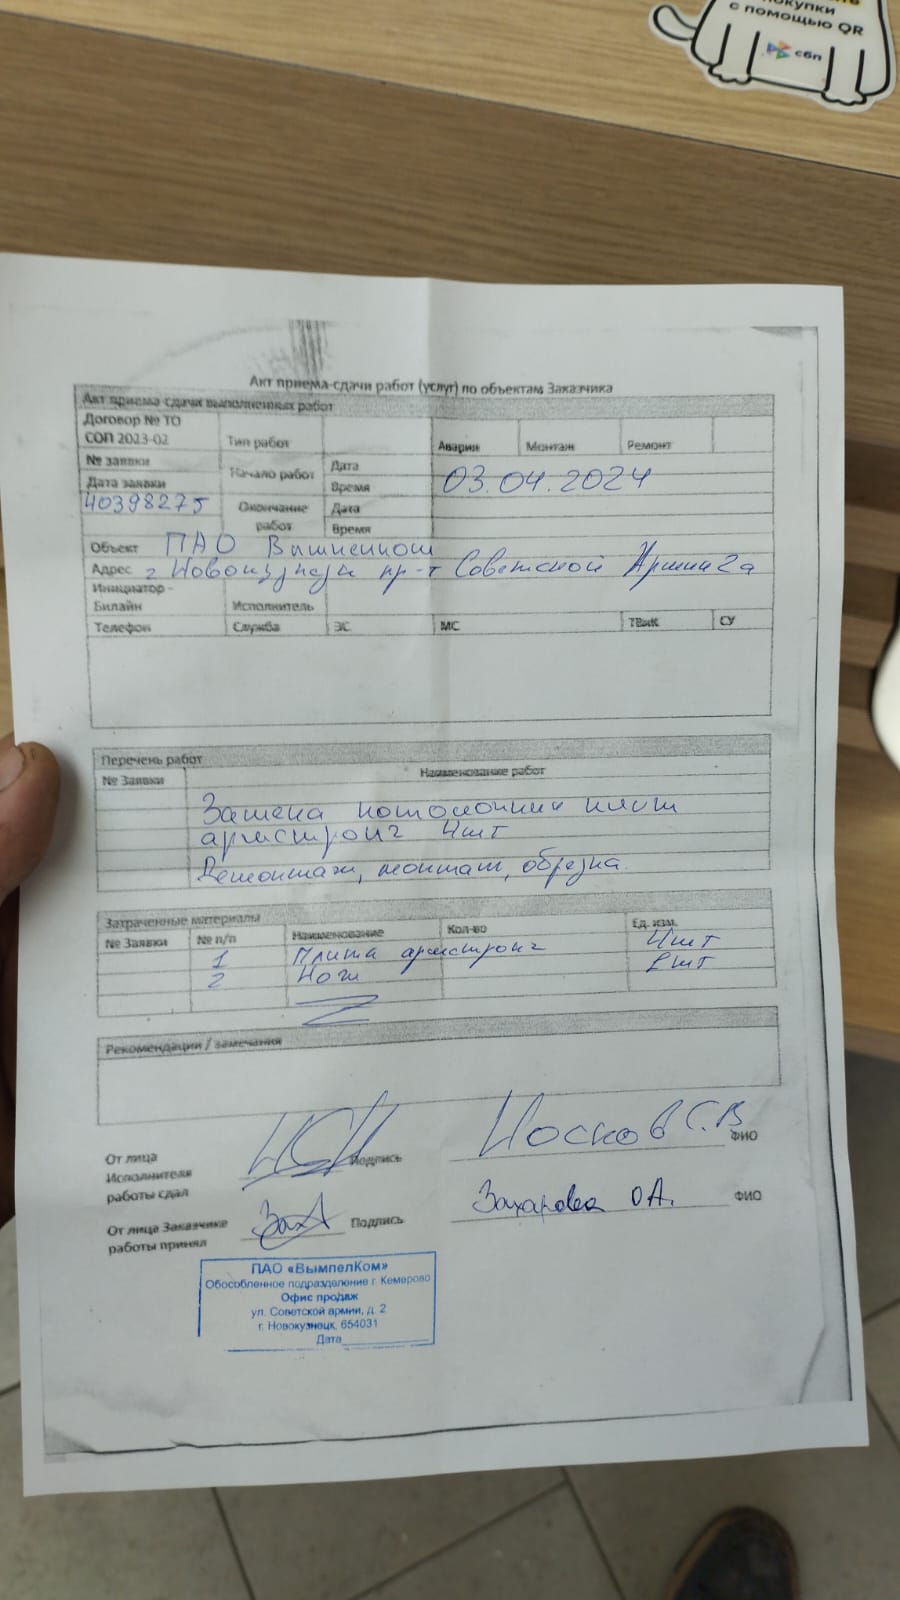 покупки
с помощью QR
сбп
Акт приема-сдачи работ (услуг) по объектам Заказчика
Акт приема-сдачи выполненных работ
Договор № ТО
СОП 2023-02
Тип работ
Авария
Монтаж
Ремонт
№ заявки
Дата заявки
40398275
Начало работ
Дата
Время
03.04.2024
Окончание
работ
Дата
Время
Объект ПАО
Адрес г Новокузнецк пр-т Советской Армии 2а
Инициатор -
Билайн
Исполнитель
Телефон
Служба
ЭС
МС
ТВиК
СУ
Перечень работ
№ Заявки
Наименование работ
Замена потолочных плит
армстронг 4шт
Демонтаж, монтаж, обрезка.
Затраченные материалы
№ Заявки
№ п/п
Наименование
Кол-во
Ед. изм.
1 Плита армстронг 4шт
2 Нож шт
Рекомендации / замечания
От лица
Исполнителя
работы сдал
Подпись
Носков С.В
ФИО
От лица Заказчике
работы принял
Подпись
Захарова О.А.
ФИО
ПАО «ВымпелКом»
Обособленное подразделение г. Кемерово
Офис продаж
ул. Советской армии, д. 2
г. Новокузнецк, 654031
Дата